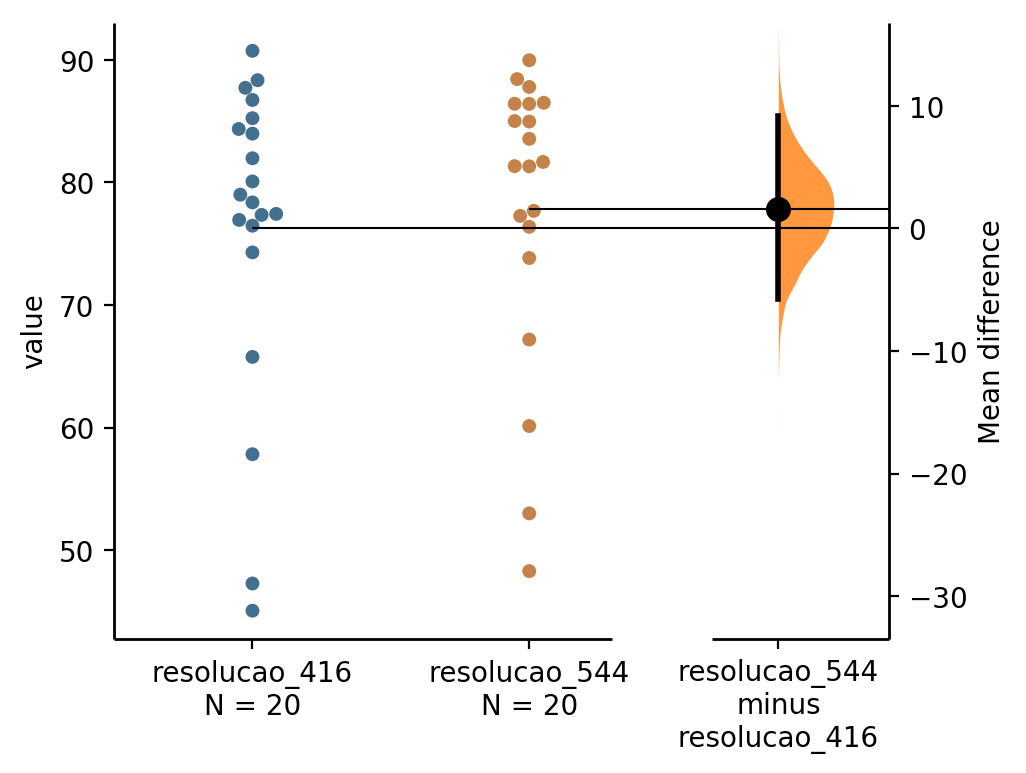 90
80
70
60
50
value
10
0
−10
−20
−30
Mean difference
resolucao_416
N = 20
resolucao_544
N = 20
resolucao_544
minus
resolucao_416